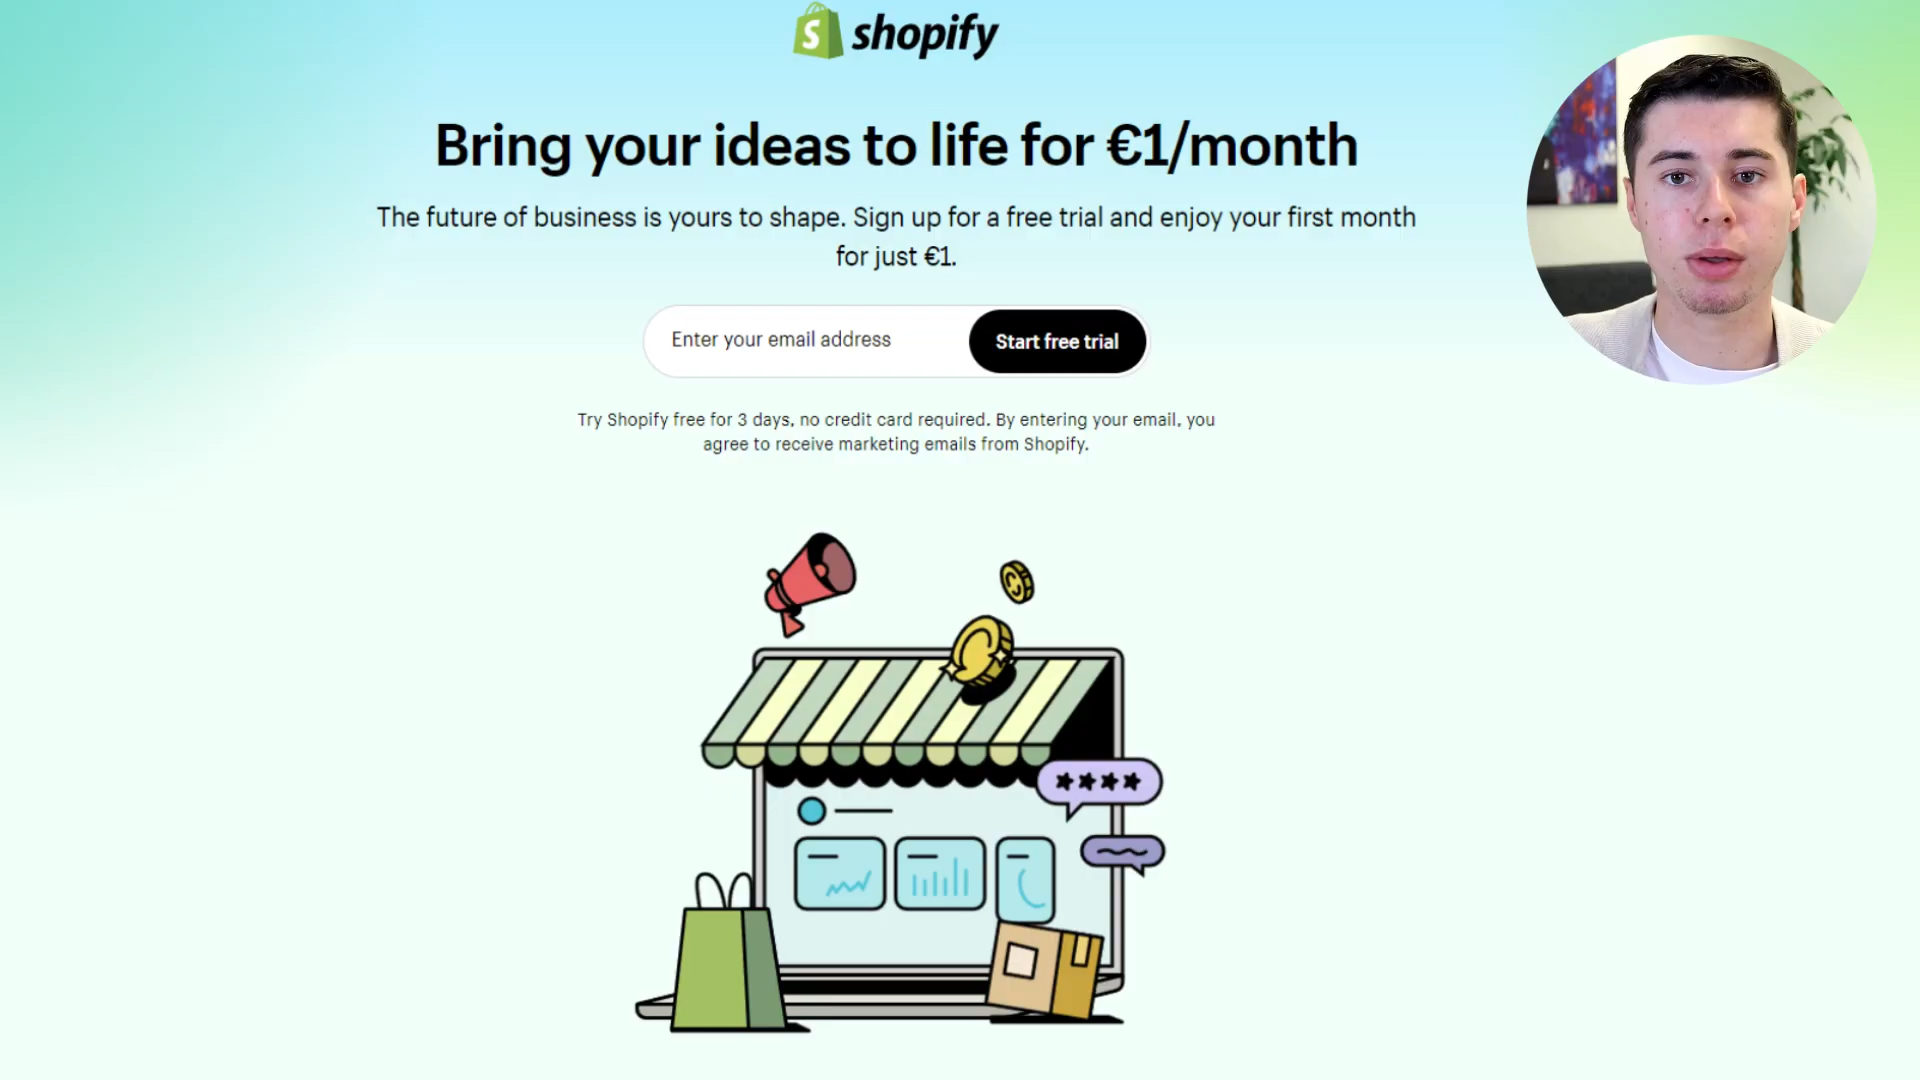 shopify
Bring your ideas to life for €1/month
The future of business is yours to shape. Sign up for a free trial and enjoy your first month
for just €1.
Enter your email address
Start free trial
Try Shopify free for 3 days, no credit card required. By entering your email, you
agree to receive marketing emails from Shopify.